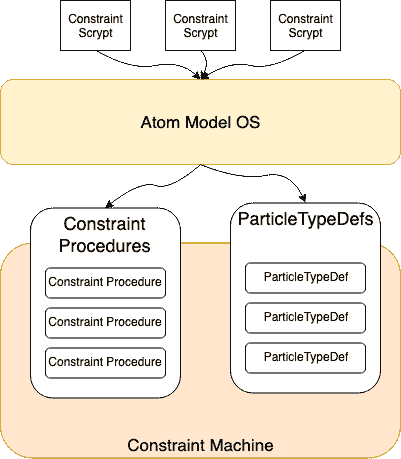 Constraint
Scrypt
Constraint
Scrypt
Constraint
Scrypt
Atom Model OS
Constraint
Procedures
Constraint Procedure
Constraint Procedure
Constraint Procedure
ParticleTypeDefs
ParticleTypeDef
ParticleTypeDef
ParticleTypeDef
Constraint Machine